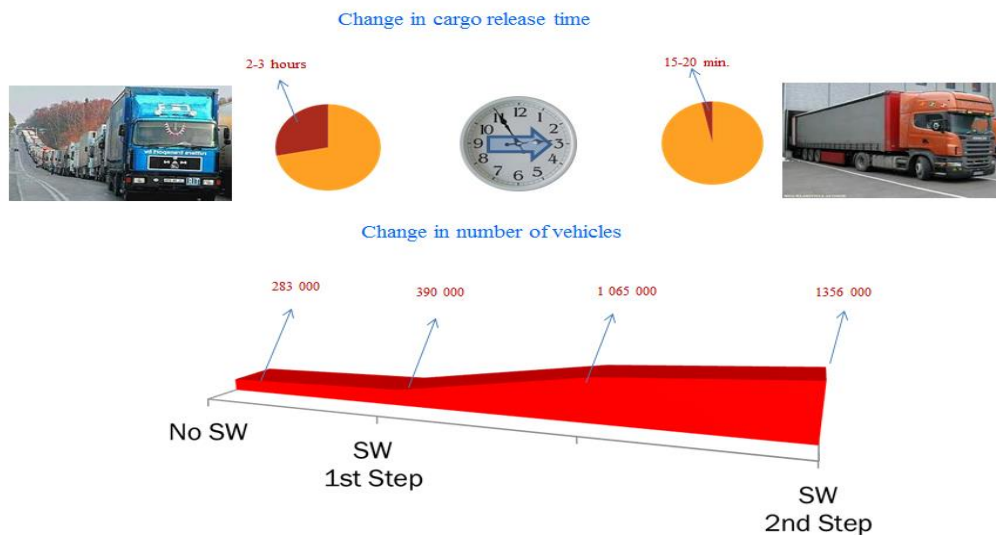 Change in cargo release time
2-3 hours
15-20 min.
12
11
1
10
2
9
3
8
4
7
5
6
Change in number of vehicles
283 000
390 000
1 065 000
1356 000
No SW
SW
1st Step
SW
2nd Step